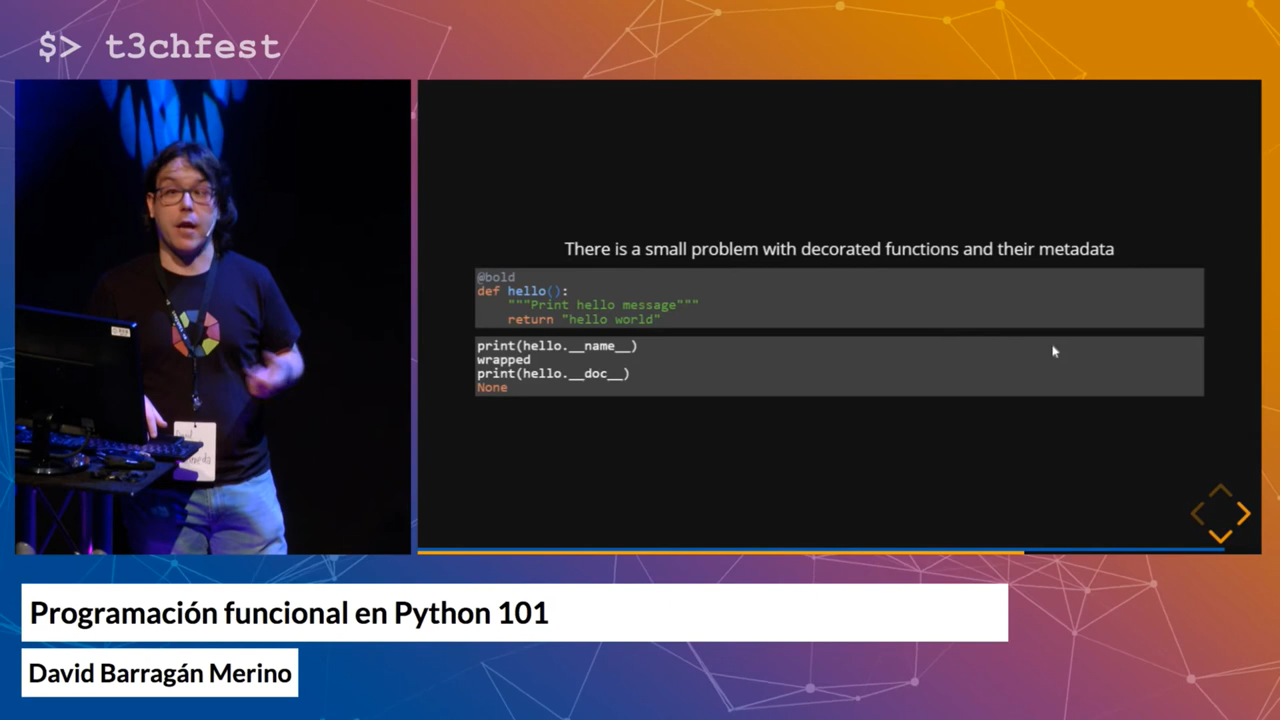 $> t3chfest
There is a small problem with decorated functions and their metadata
@bold
def hello():
"""Print hello message"""
return "hello world"
print(hello.__name__)
wrapped
print(hello.__doc__)
None
Programación funcional en Python 101
David Barragán Merino